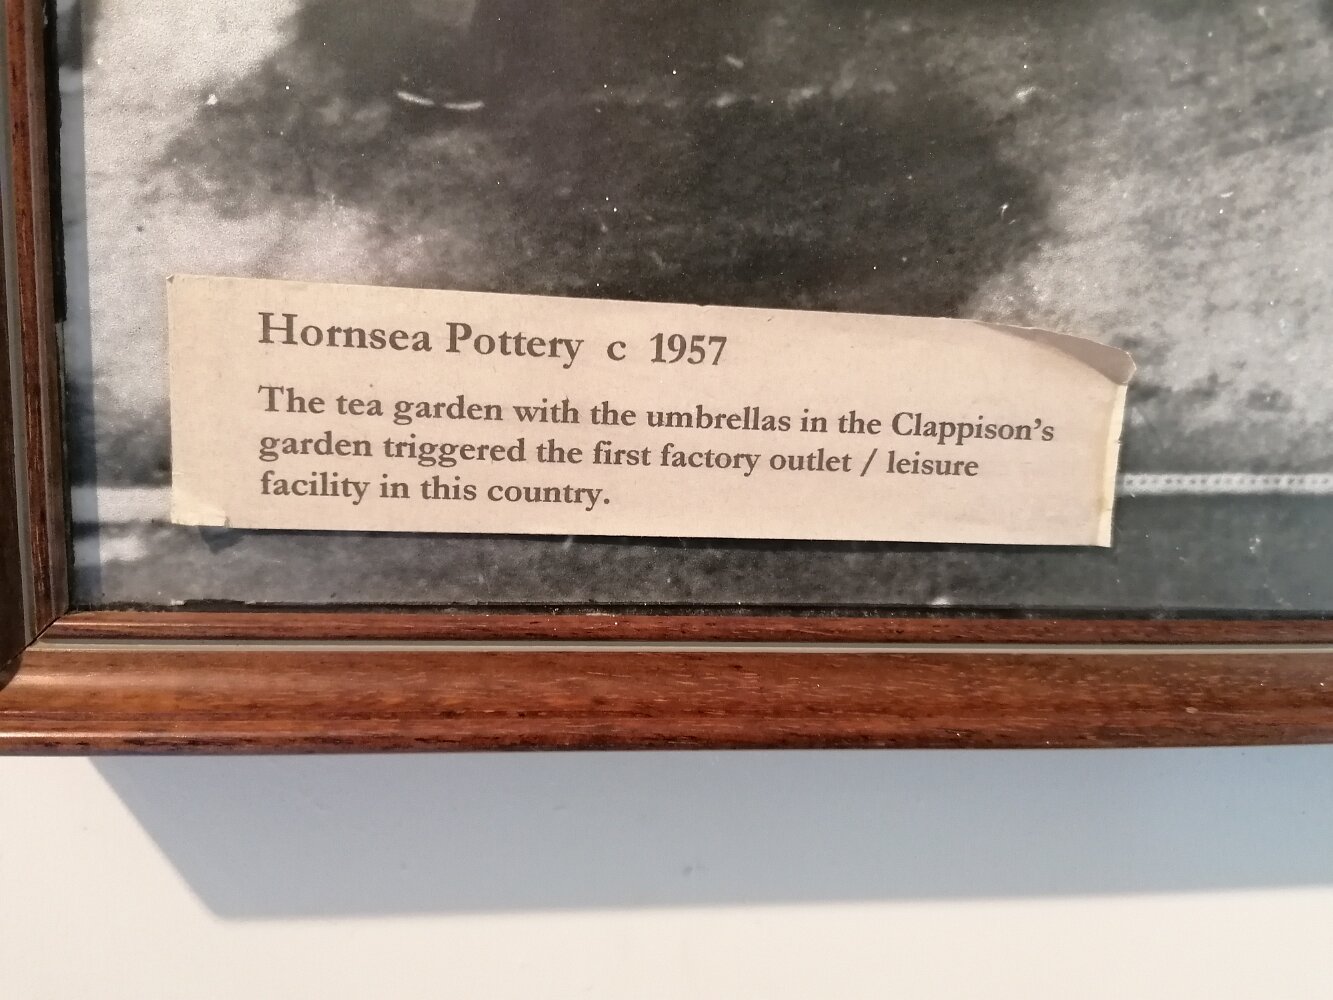 Hornsea Pottery c 1957
The tea garden with the umbrellas in the Clappison's
garden triggered the first factory outlet / leisure
facility in this country.